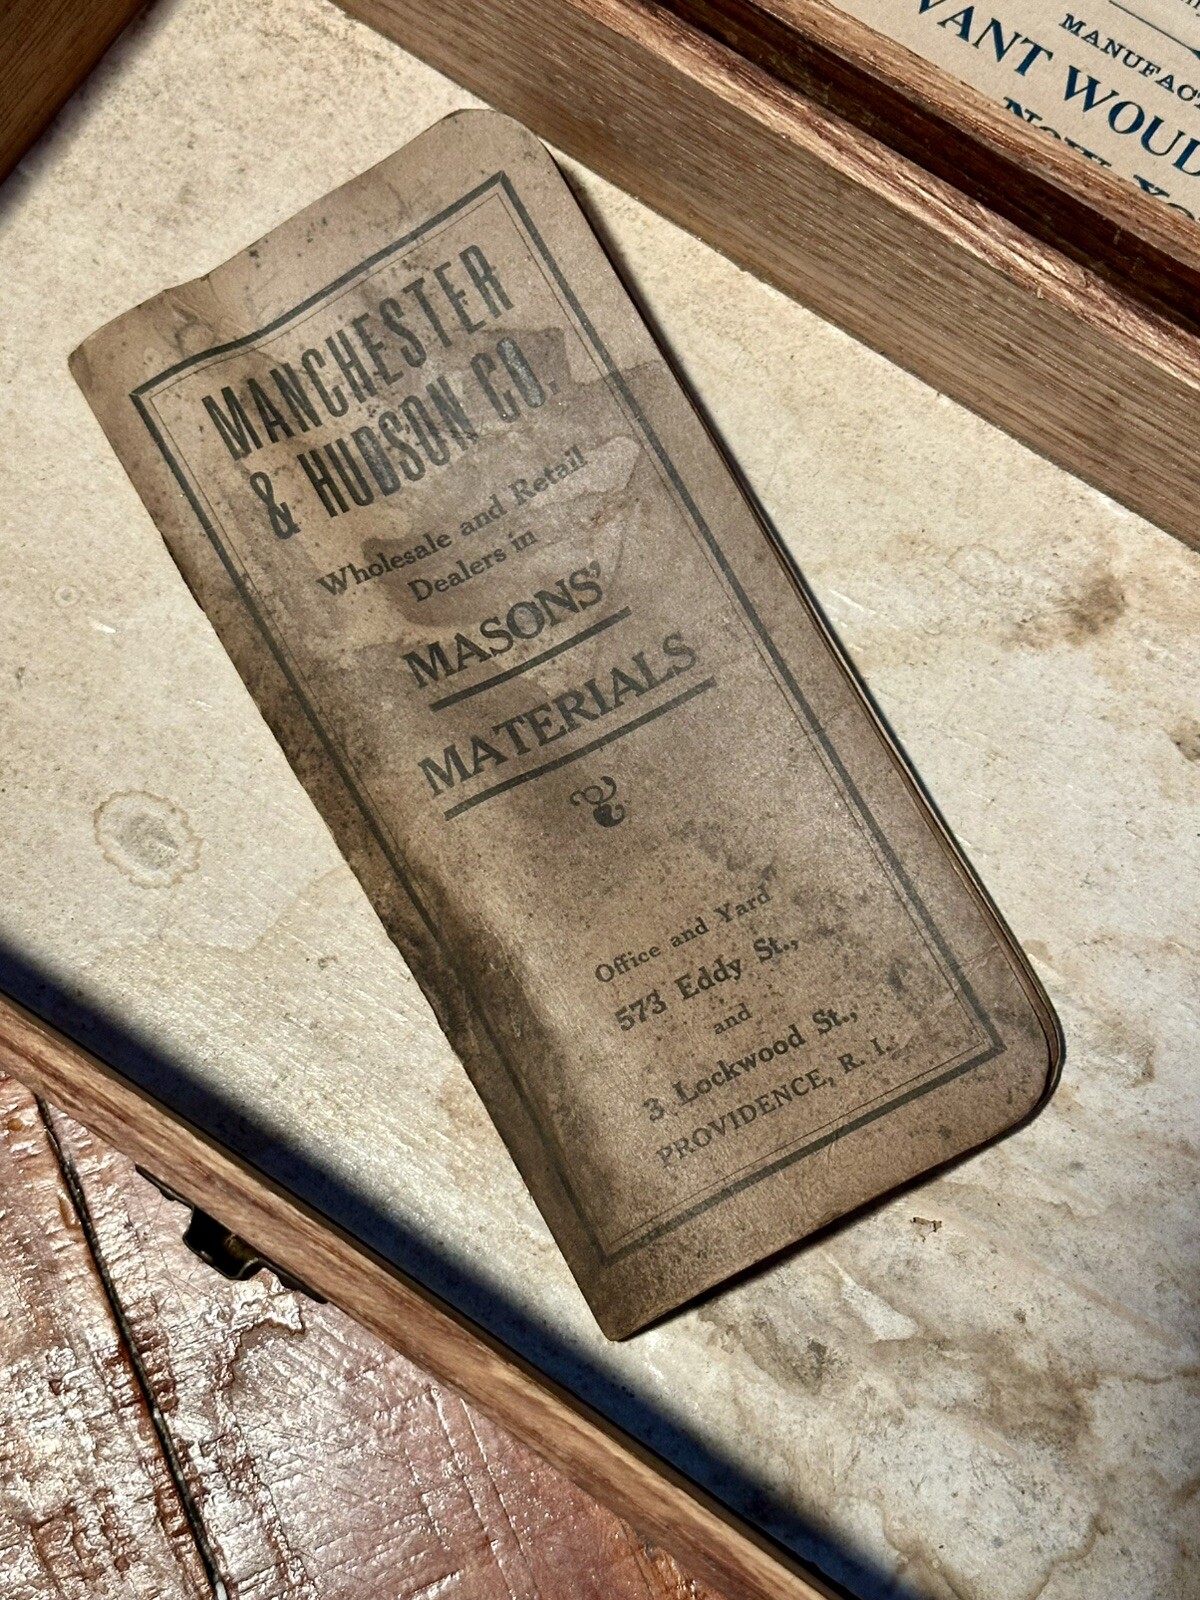 MANCHESTER
& HUDSON CO.
Wholesale and Retail
Dealers in
MASONS'
MATERIALS
Office and Yard
573 Eddy St.,
and
3 Lockwood St.,
PROVIDENCE, R. I.
MANUFAC
VANT WOUD